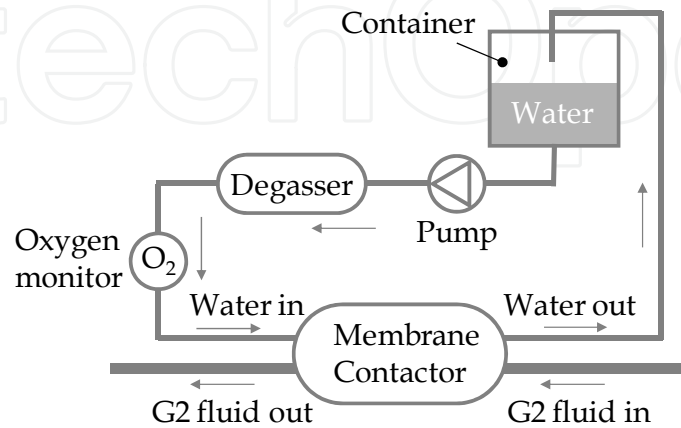 techOp
Container
Water
Degasser
Pump
Oxygen
monitor
O₂
Water in
Water out
Membrane
Contactor
G2 fluid out
G2 fluid in